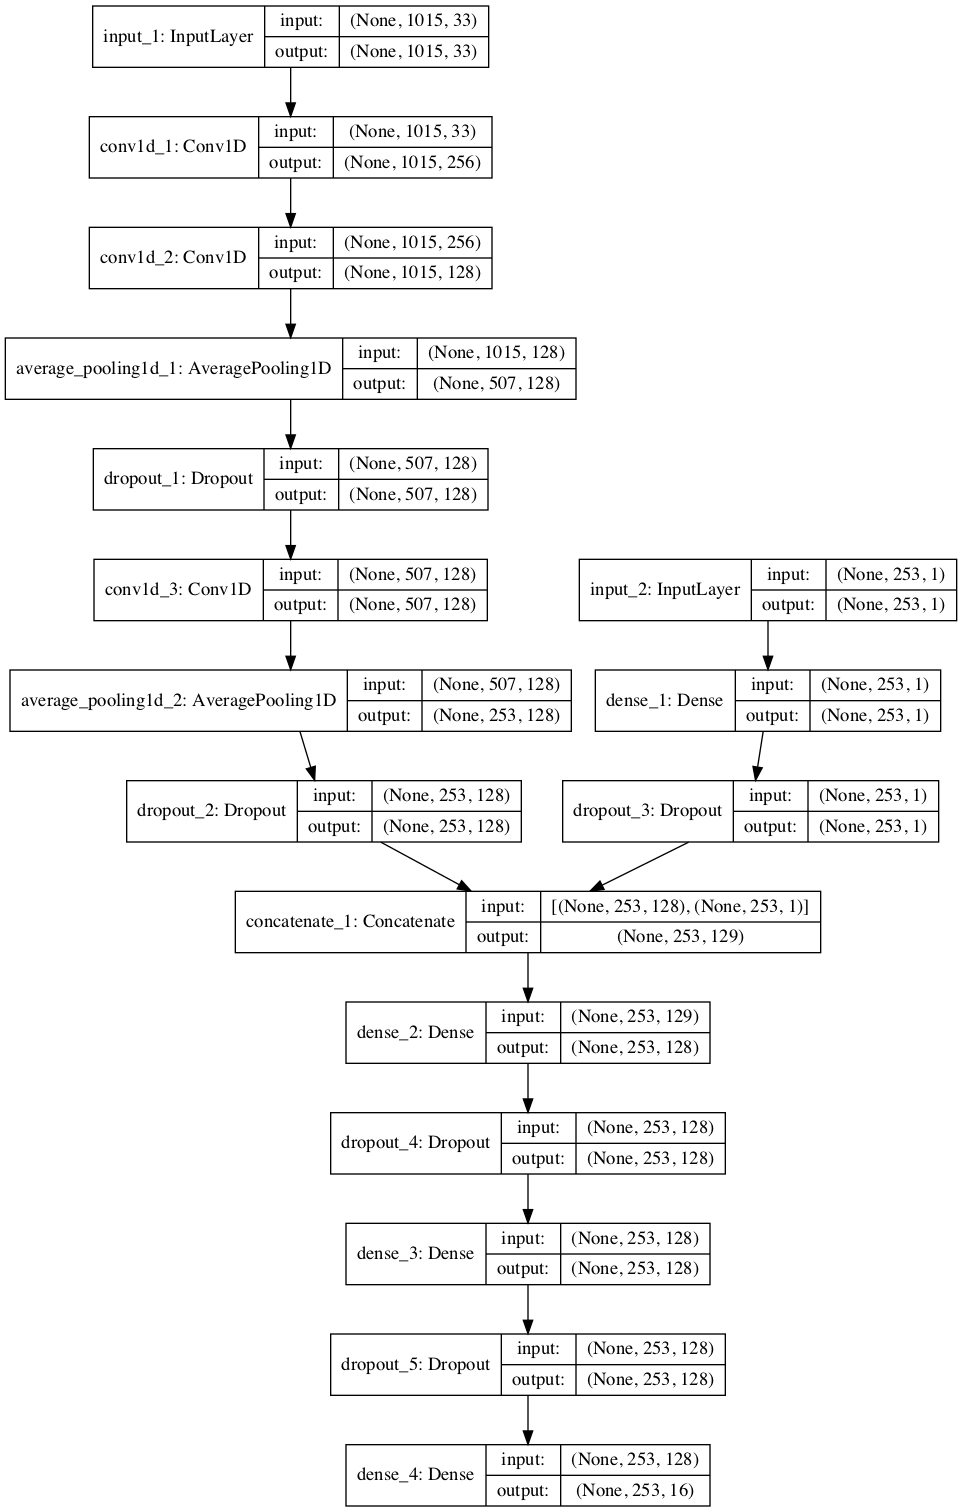 input_1: InputLayer
input: (None, 1015, 33)
output: (None, 1015, 33)
conv1d_1: Conv1D
input: (None, 1015, 33)
output: (None, 1015, 256)
conv1d_2: Conv1D
input: (None, 1015, 256)
output: (None, 1015, 128)
average_pooling1d_1: AveragePooling1D
input: (None, 1015, 128)
output: (None, 507, 128)
dropout_1: Dropout
input: (None, 507, 128)
output: (None, 507, 128)
conv1d_3: Conv1D
input: (None, 507, 128)
output: (None, 507, 128)
input_2: InputLayer
input: (None, 253, 1)
output: (None, 253, 1)
average_pooling1d_2: AveragePooling1D
input: (None, 507, 128)
output: (None, 253, 128)
dense_1: Dense
input: (None, 253, 1)
output: (None, 253, 1)
dropout_2: Dropout
input: (None, 253, 128)
output: (None, 253, 128)
dropout_3: Dropout
input: (None, 253, 1)
output: (None, 253, 1)
concatenate_1: Concatenate
input: [(None, 253, 128), (None, 253, 1)]
output: (None, 253, 129)
dense_2: Dense
input: (None, 253, 129)
output: (None, 253, 128)
dropout_4: Dropout
input: (None, 253, 128)
output: (None, 253, 128)
dense_3: Dense
input: (None, 253, 128)
output: (None, 253, 128)
dropout_5: Dropout
input: (None, 253, 128)
output: (None, 253, 128)
dense_4: Dense
input: (None, 253, 128)
output: (None, 253, 16)